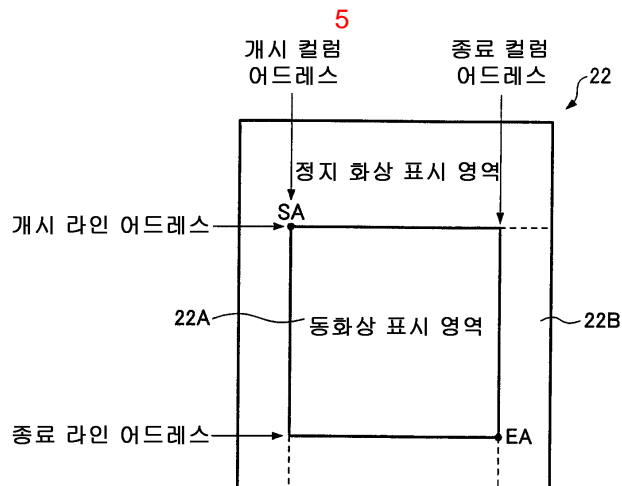 5
개시 컬럼
어드레스
종료 컬럼
어드레스
22
정지 화상 표시 영역
SA
개시 라인 어드레스
22A
동화상 표시 영역
22B
종료 라인 어드레스
EA